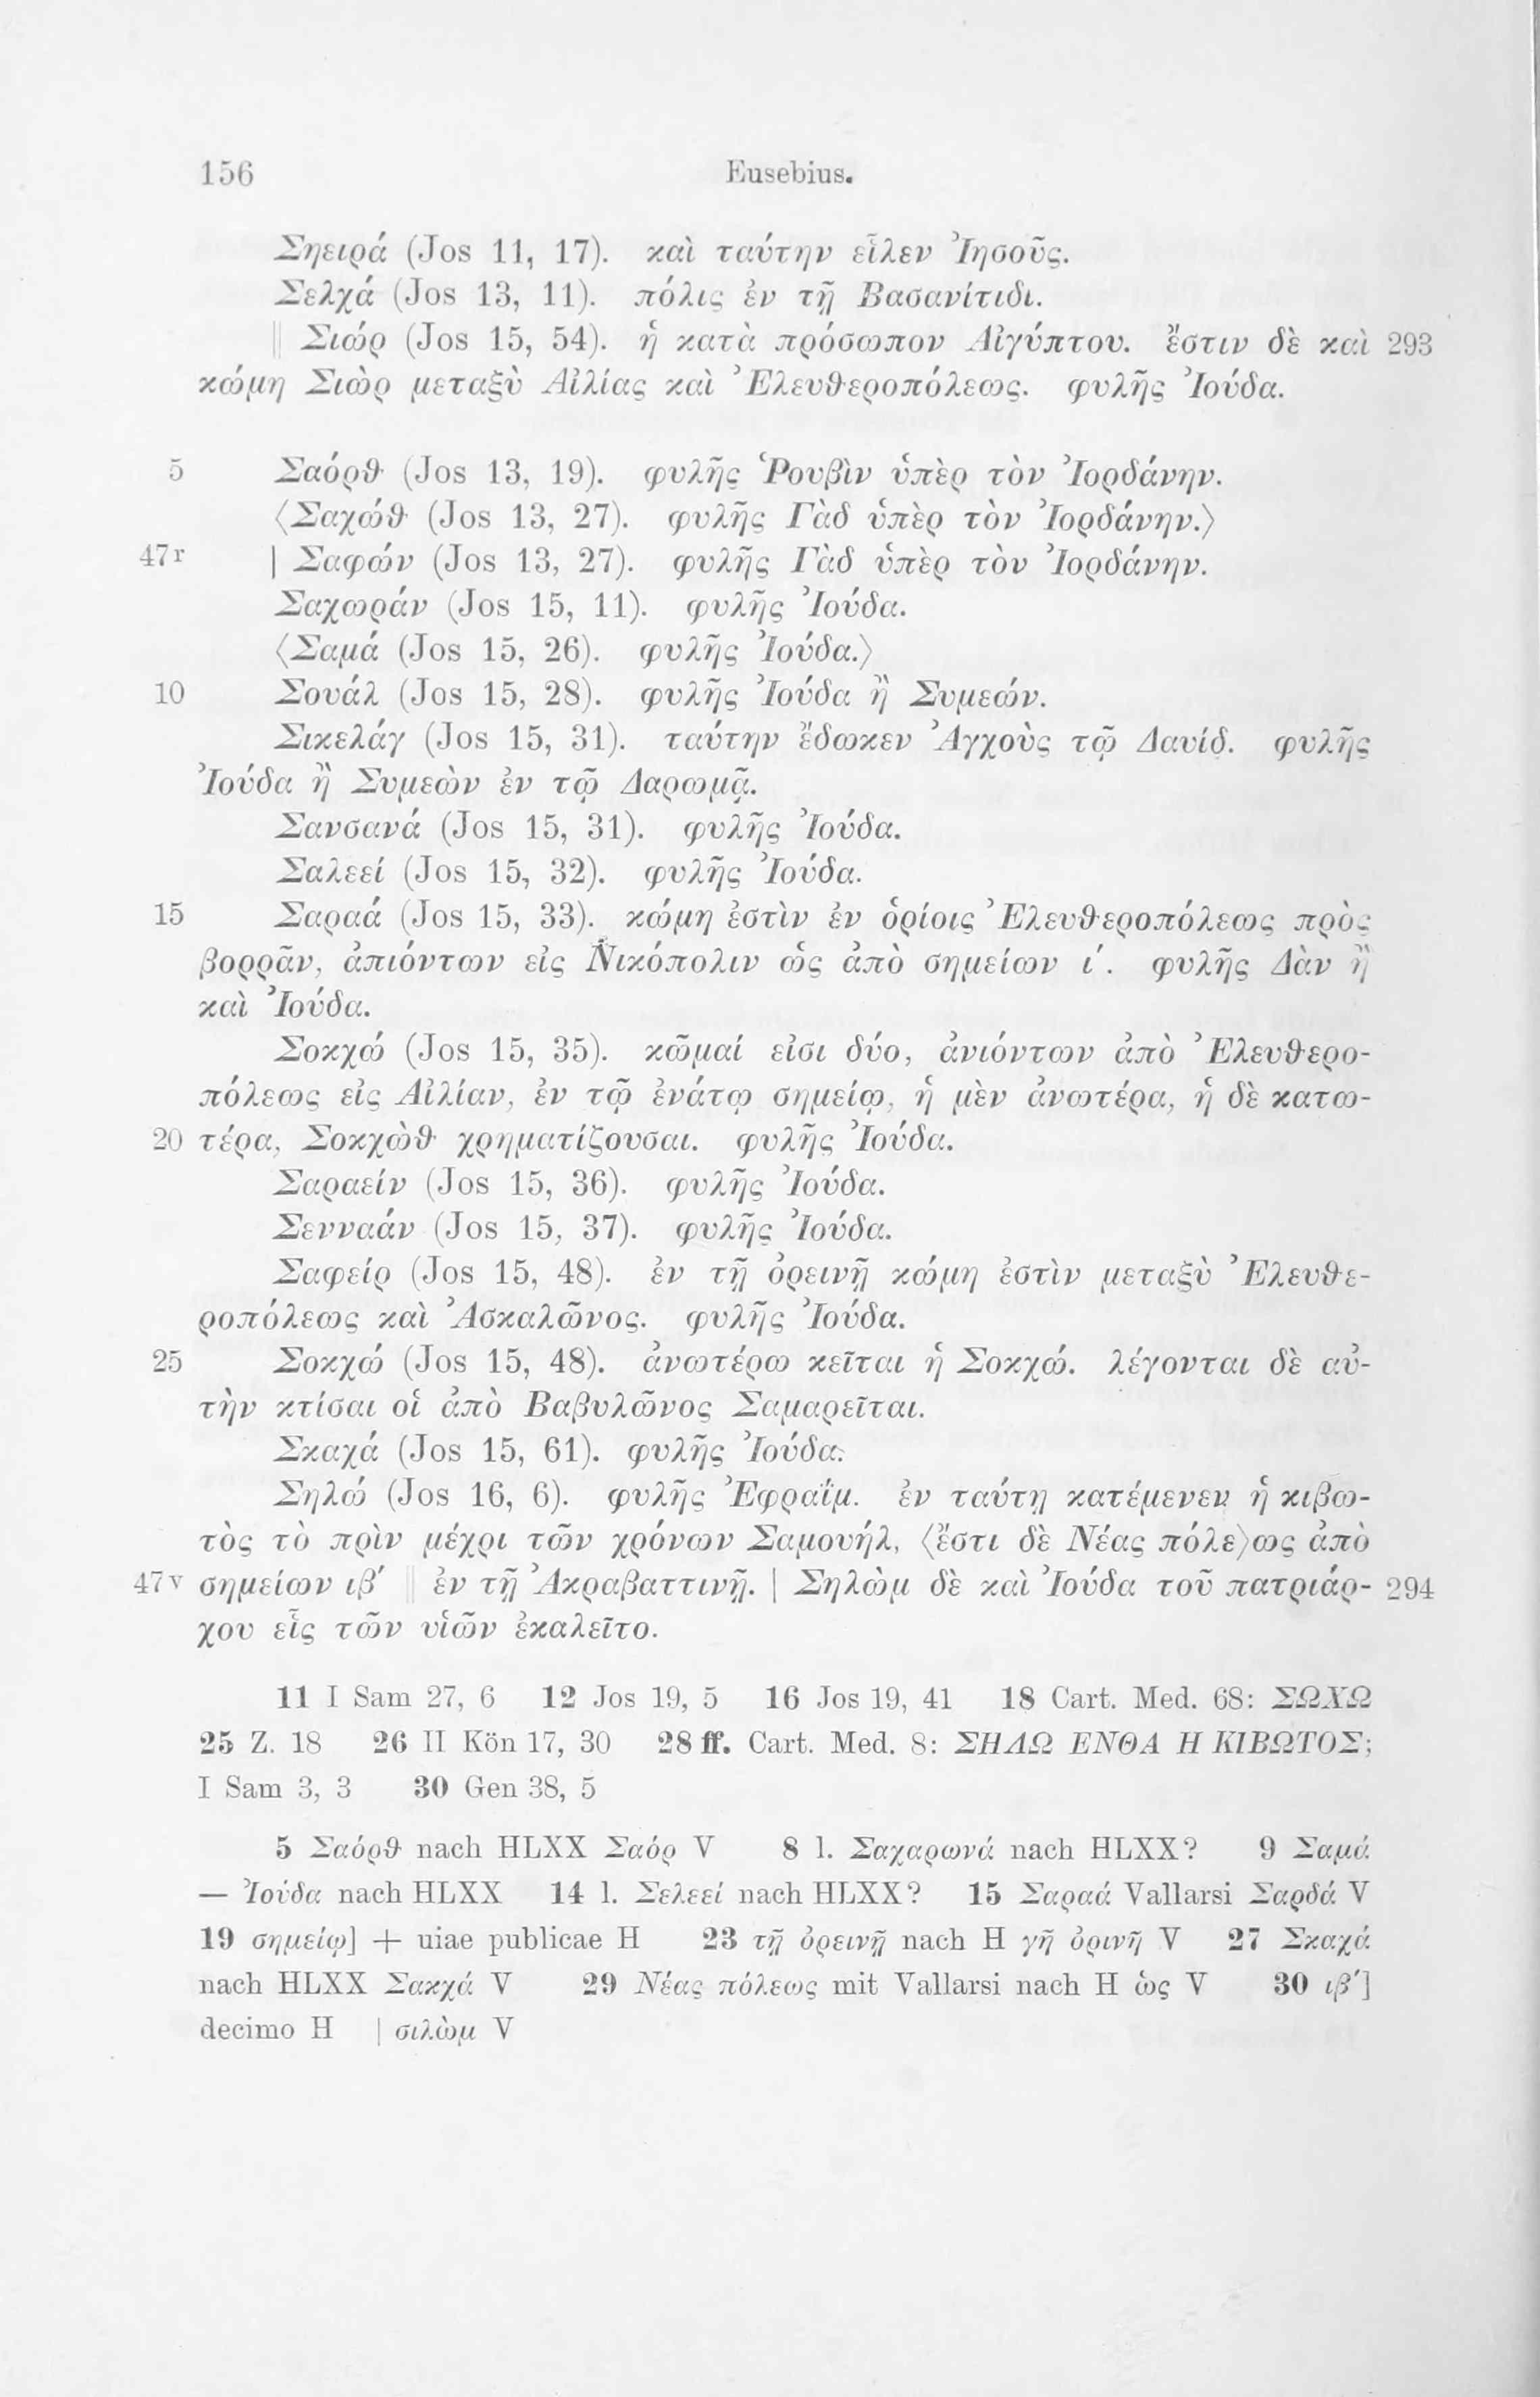 156 Eusebius.
Σηειρά (Jos 11, 17). καὶ ταύτην εἷλεν Ἰησοῦς.
Σελχά (Jos 13, 11). πόλις ἐν τῇ Βασανίτιδι.
‖ Σιώρ (Jos 15, 54). ἡ κατὰ πρόσωπον Αἰγύπτου. ἔστιν δὲ καὶ 293
κώμη Σιὼρ μεταξὺ Αἰλίας καὶ Ἐλευθεροπόλεως. φυλῆς Ἰούδα.
5 Σαόρθ (Jos 13, 19). φυλῆς Ῥουβὶν ὑπὲρ τὸν Ἰορδάνην.
⟨Σαχώθ (Jos 13, 27). φυλῆς Γὰδ ὑπὲρ τὸν Ἰορδάνην.⟩
47r | Σαφών (Jos 13, 27). φυλῆς Γὰδ ὑπὲρ τὸν Ἰορδάνην.
Σαχωράν (Jos 15, 11). φυλῆς Ἰούδα.
⟨Σαμά (Jos 15, 26). φυλῆς Ἰούδα.⟩
10 Σουάλ (Jos 15, 28). φυλῆς Ἰούδα ἢ Συμεών.
Σικελάγ (Jos 15, 31). ταύτην ἔδωκεν Ἀγχοὺς τῷ Δαυίδ. φυλῆς
Ἰούδα ἢ Συμεὼν ἐν τῷ Δαρωμᾷ.
Σανσανά (Jos 15, 31). φυλῆς Ἰούδα.
Σαλεεί (Jos 15, 32). φυλῆς Ἰούδα.
15 Σαραά (Jos 15, 33). κώμη ἐστὶν ἐν ὁρίοις Ἐλευθεροπόλεως πρὸς
βορρᾶν, ἀπιόντων εἰς Νικόπολιν ὡς ἀπὸ σημείων ι′. φυλῆς Δὰν ἢ
καὶ Ἰούδα.
Σοκχώ (Jos 15, 35). κῶμαί εἰσι δύο, ἀνιόντων ἀπὸ Ἐλευθερο-
πόλεως εἰς Αἰλίαν, ἐν τῷ ἐνάτῳ σημείῳ, ἡ μὲν ἀνωτέρα, ἡ δὲ κατω-
20 τέρα, Σοκχὼθ χρηματίζουσαι. φυλῆς Ἰούδα.
Σαραείν (Jos 15, 36). φυλῆς Ἰούδα.
Σενναάν (Jos 15, 37). φυλῆς Ἰούδα.
Σαφείρ (Jos 15, 48). ἐν τῇ ὀρεινῇ κώμη ἐστὶν μεταξὺ Ἐλευθε-
ροπόλεως καὶ Ἀσκαλῶνος. φυλῆς Ἰούδα.
25 Σοκχώ (Jos 15, 48). ἀνωτέρω κεῖται ἡ Σοκχώ. λέγονται δὲ αὐ-
τὴν κτίσαι οἱ ἀπὸ Βαβυλῶνος Σαμαρεῖται.
Σκαχά (Jos 15, 61). φυλῆς Ἰούδα.
Σηλώ (Jos 16, 6). φυλῆς Ἐφραΐμ. ἐν ταύτῃ κατέμενεν ἡ κιβω-
τὸς τὸ πρὶν μέχρι τῶν χρόνων Σαμουήλ, ⟨ἔστι δὲ Νέας πόλε⟩ως ἀπὸ
47v σημείων ιβ′ ‖ ἐν τῇ Ἀκραβαττινῇ. | Σηλὼμ δὲ καὶ Ἰούδα τοῦ πατριάρ- 294
χου εἷς τῶν υἱῶν ἐκαλεῖτο.
11 I Sam 27, 6 12 Jos 19, 5 16 Jos 19, 41 18 Cart. Med. 68: ΣΩΧΩ
25 Z. 18 26 II Kön 17, 30 28 ff. Cart. Med. 8: ΣΗΛΩ ΕΝΘΑ Η ΚΙΒΩΤΟΣ;
I Sam 3, 3 30 Gen 38, 5
5 Σαόρθ nach HLXX Σαόρ V 8 l. Σαχαρωνά nach HLXX? 9 Σαμά
— Ἰούδα nach HLXX 14 l. Σελεεί nach HLXX? 15 Σαραά Vallarsi Σαρδά V
19 σημείῳ] + uiae publicae H 23 τῇ ὀρεινῇ nach H γῆ ὀρινῆ V 27 Σκαχά
nach HLXX Σακχά V 29 Νέας πόλεως mit Vallarsi nach H ὡς V 30 ιβ′]
decimo H | σιλὼμ V